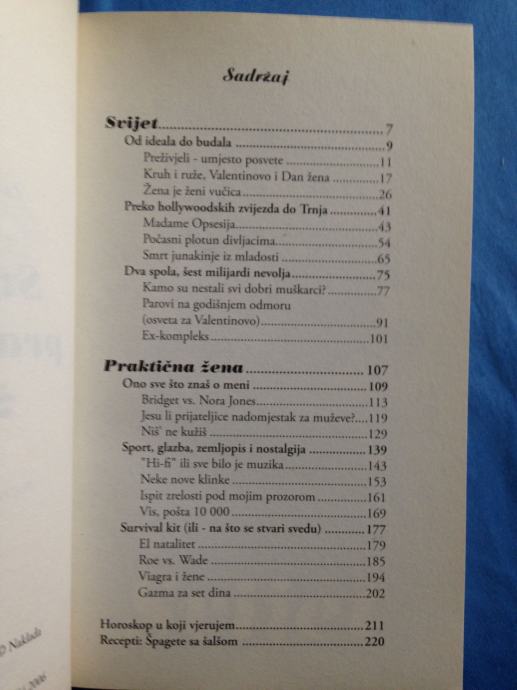 Sadržaj
Svijet 7
Od ideala do budala 9
Preživjeli - umjesto posvete 11
Kruh i ruže, Valentinovo i Dan žena 17
Žena je ženi vučica 26
Preko hollywoodskih zvijezda do Trnja 41
Madame Opsesija 43
Počasni plotun divljacima 54
Smrt junakinje iz mladosti 65
Dva spola, šest milijardi nevolja 75
Kamo su nestali svi dobri muškarci? 77
Parovi na godišnjem odmoru
(osveta za Valentinovo) 91
Ex-kompleks 101
Praktična žena 107
Ono sve što znaš o meni 109
Bridget vs. Nora Jones 113
Jesu li prijateljice nadomjestak za muževe? 119
Niš' ne kužiš 129
Sport, glazba, zemljopis i nostalgija 139
"Hi-fi" ili sve bilo je muzika 143
Neke nove klinke 153
Ispit zrelosti pod mojim prozorom 161
Vis, pošta 10 000 169
Survival kit (ili - na što se stvari svedu) 177
El natalitet 179
Roe vs. Wade 185
Viagra i žene 194
Gazma za set dina 202
Horoskop u koji vjerujem 211
Recepti: Špagete sa šalšom 220
© Naklada
2006